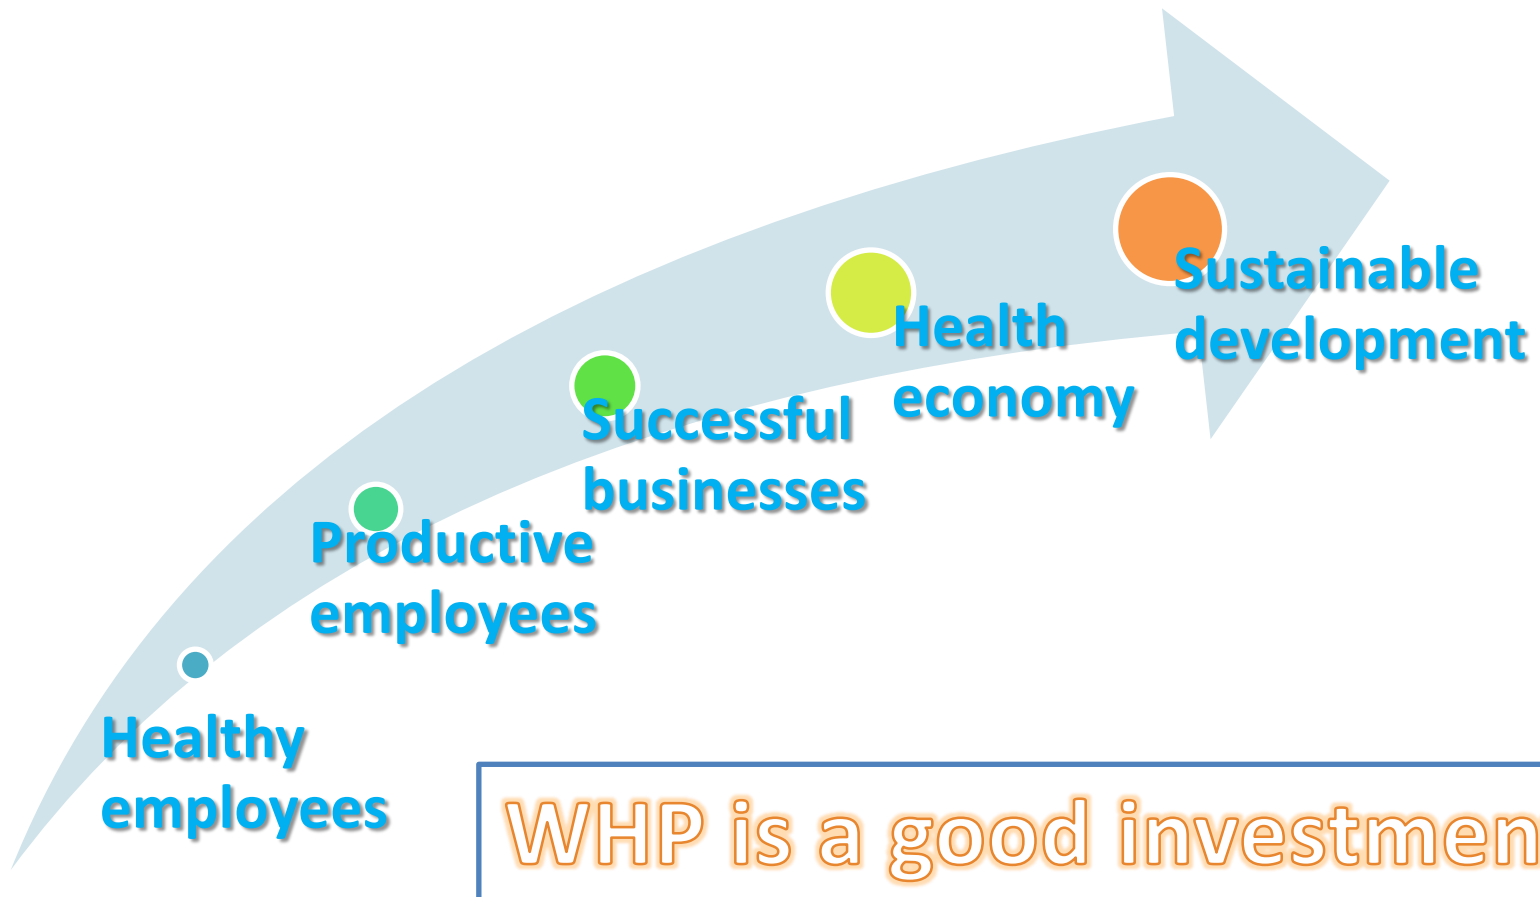 Healthy
employees
Productive
employees
Successful
businesses
Health
economy
Sustainable
development
WHP is a good investmen